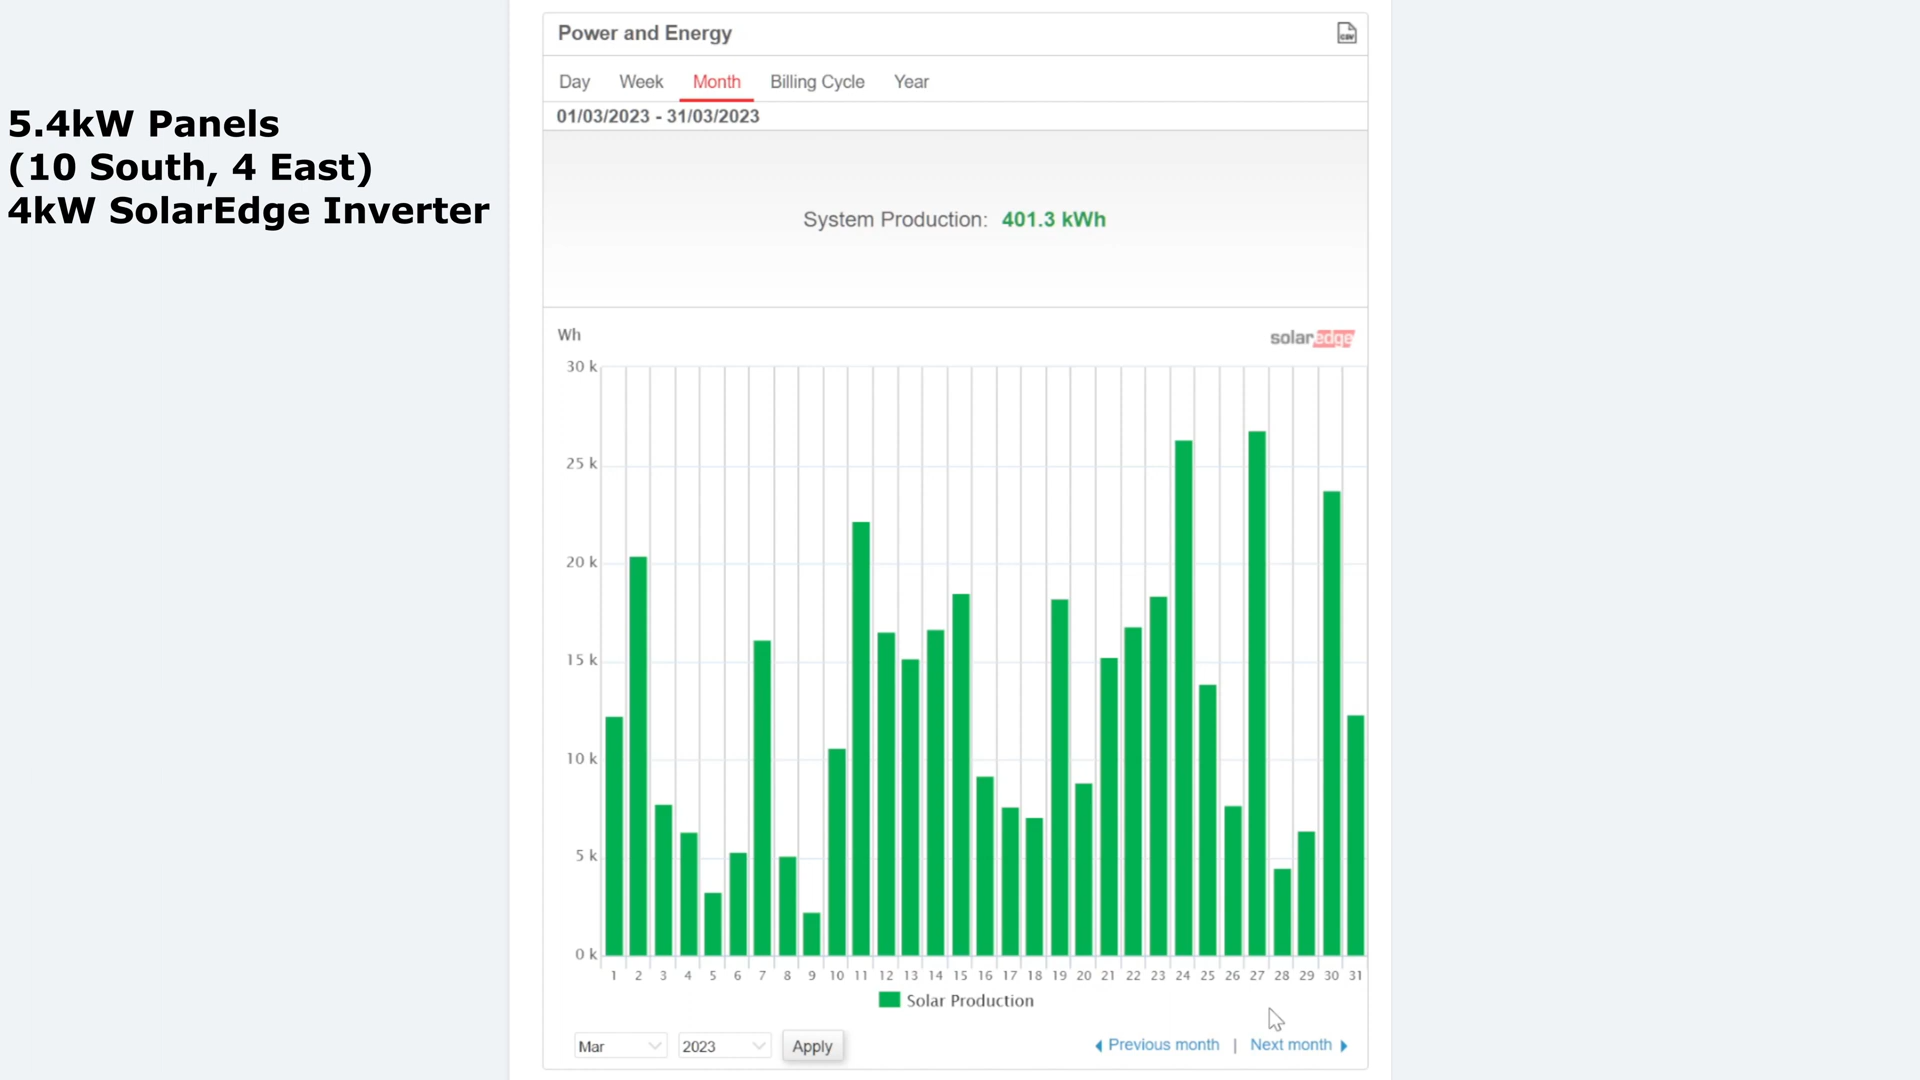 5.4kW Panels
(10 South, 4 East)
4kW SolarEdge Inverter
Power and Energy
CSV
Day Week Month Billing Cycle Year
01/03/2023 - 31/03/2023
System Production: 401.3 kWh
Wh
solaredge
30 k
25 k
20 k
15 k
10 k
5 k
0 k
1 2 3 4 5 6 7 8 9 10 11 12 13 14 15 16 17 18 19 20 21 22 23 24 25 26 27 28 29 30 31
Solar Production
Mar 2023 Apply Previous month | Next month